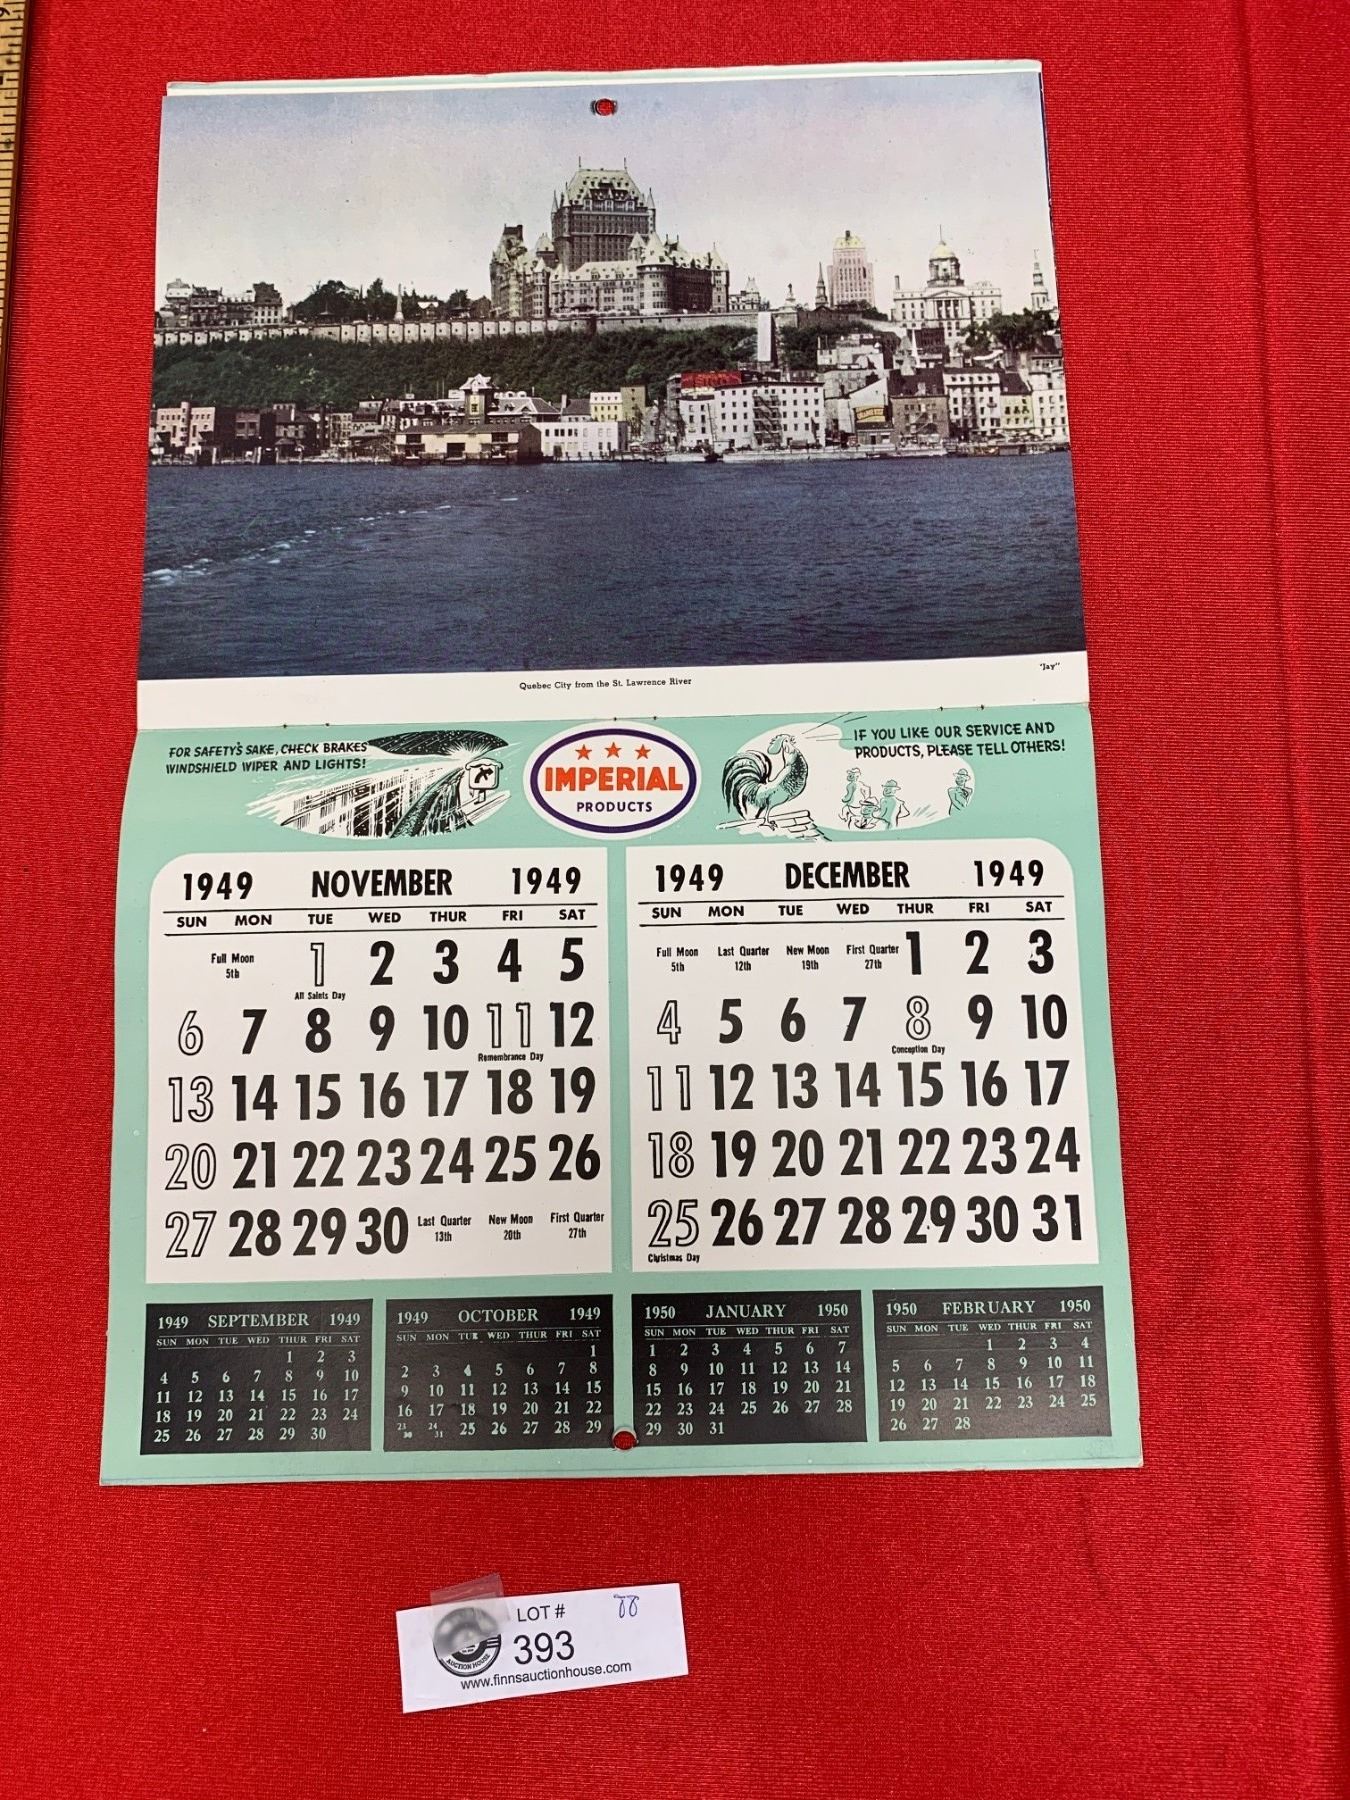 Quebec City from the St. Lawrence River
"Jay"
FOR SAFETY'S SAKE, CHECK BRAKES
WINDSHIELD WIPER AND LIGHTS!
IMPERIAL
PRODUCTS
IF YOU LIKE OUR SERVICE AND
PRODUCTS, PLEASE TELL OTHERS!
1949 NOVEMBER 1949
SUN MON TUE WED THUR FRI SAT
Full Moon
5th
1 2 3 4 5
All Saints Day
6 7 8 9 10 11 12
Remembrance Day
13 14 15 16 17 18 19
20 21 22 23 24 25 26
27 28 29 30
Last Quarter New Moon First Quarter
13th 20th 27th
1949 DECEMBER 1949
SUN MON TUE WED THUR FRI SAT
Full Moon Last Quarter New Moon First Quarter
5th 12th 19th 27th
1 2 3
4 5 6 7 8 9 10
Conception Day
11 12 13 14 15 16 17
18 19 20 21 22 23 24
25 26 27 28 29 30 31
Christmas Day
1949 SEPTEMBER 1949
SUN MON TUE WED THUR FRI SAT
1 2 3
4 5 6 7 8 9 10
11 12 13 14 15 16 17
18 19 20 21 22 23 24
25 26 27 28 29 30
1949 OCTOBER 1949
SUN MON TUE WED THUR FRI SAT
1
2 3 4 5 6 7 8
9 10 11 12 13 14 15
16 17 18 19 20 21 22
23 24 25 26 27 28 29
30 31
1950 JANUARY 1950
SUN MON TUE WED THUR FRI SAT
1 2 3 4 5 6 7
8 9 10 11 12 13 14
15 16 17 18 19 20 21
22 23 24 25 26 27 28
29 30 31
1950 FEBRUARY 1950
SUN MON TUE WED THUR FRI SAT
1 2 3 4
5 6 7 8 9 10 11
12 13 14 15 16 17 18
19 20 21 22 23 24 25
26 27 28
LOT #
393
AUCTION HOUSE
www.finnsauctionhouse.com